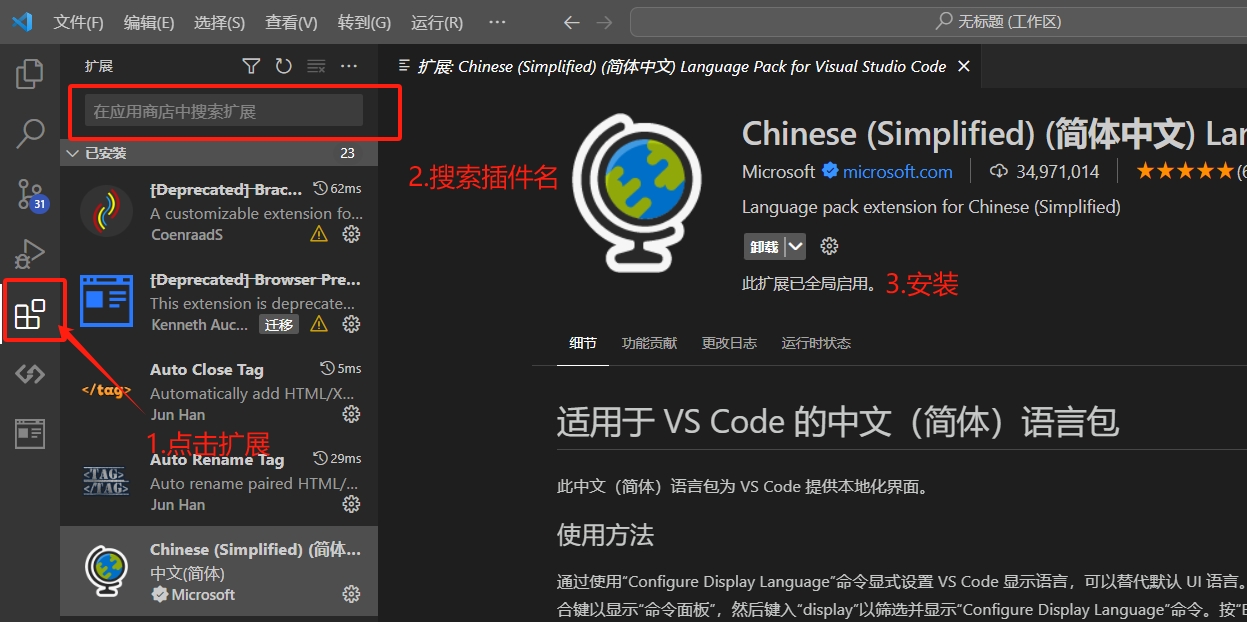 文件(F) 编辑(E) 选择(S) 查看(V) 转到(G) 运行(R) ··· 无标题 (工作区)
扩展
扩展: Chinese (Simplified) (简体中文) Language Pack for Visual Studio Code
在应用商店中搜索扩展
已安装 23
[Deprecated] Brac... 62ms
A customizable extension fo...
CoenraadS
31
[Deprecated] Browser Pre...
This extension is deprecate...
Kenneth Auc... 迁移
Auto Close Tag 5ms
</tag>
Automatically add HTML/X...
Jun Han
1.点击扩展
Auto Rename Tag 29ms
<TAG>
</TAG>
Auto rename paired HTML/...
Jun Han
Chinese (Simplified) (简体...
中文(简体)
Microsoft
2.搜索插件名
Chinese (Simplified) (简体中文) Lan
Microsoft microsoft.com 34,971,014 (6
Language pack extension for Chinese (Simplified)
卸载
此扩展已全局启用。
3.安装
细节 功能贡献 更改日志 运行时状态
适用于 VS Code 的中文（简体）语言包
此中文（简体）语言包为 VS Code 提供本地化界面。
使用方法
通过使用“Configure Display Language”命令显式设置 VS Code 显示语言，可以替代默认 UI 语言。
合键以显示“命令面板”，然后键入“display”以筛选并显示“Configure Display Language”命令。按“E